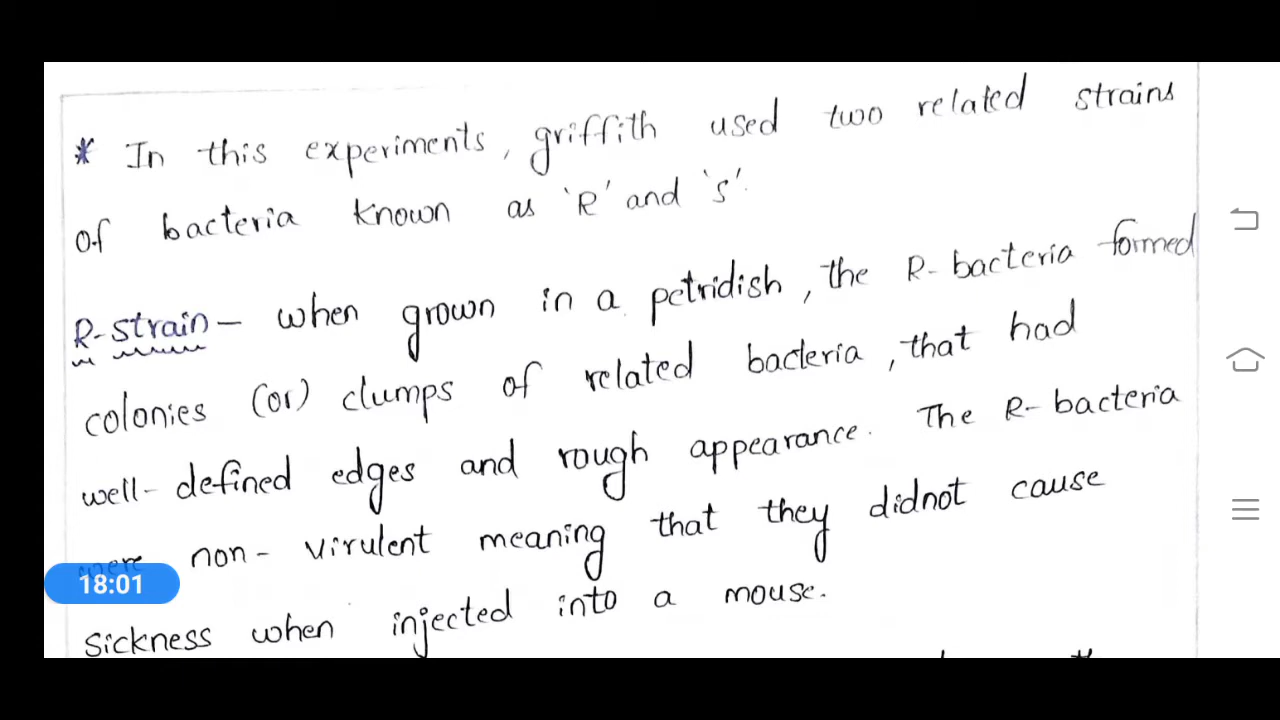 * In this experiments, griffith used two related strains
of bacteria known as 'R' and 's'.
R-strain - when grown in a petridish, the R-bacteria formed
colonies (or) clumps of related bacteria, that had
well-defined edges and rough appearance. The R-bacteria
were non-virulent meaning that they didnot cause
18:01
sickness when injected into a mouse.